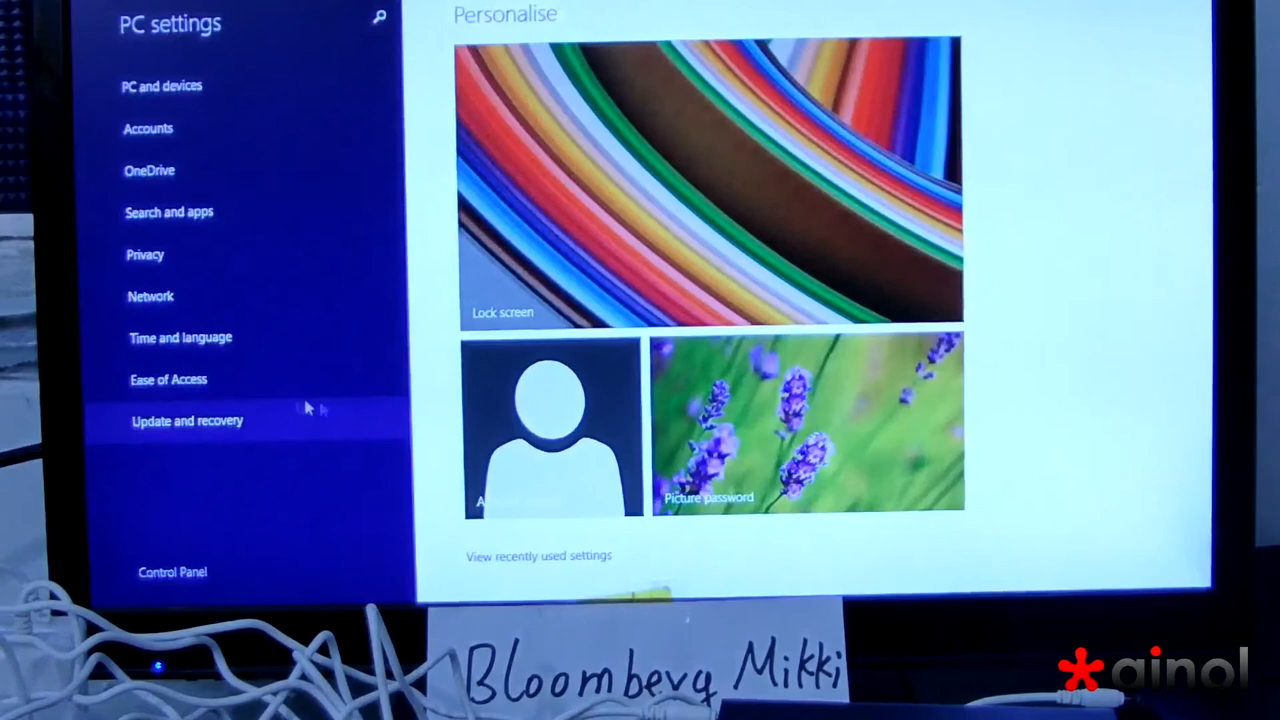 PC settings
Personalise
PC and devices
Accounts
OneDrive
Search and apps
Privacy
Network
Time and language
Ease of Access
Update and recovery
Control Panel
Lock screen
Picture password
View recently used settings
Bloomberg Mikki
ainol